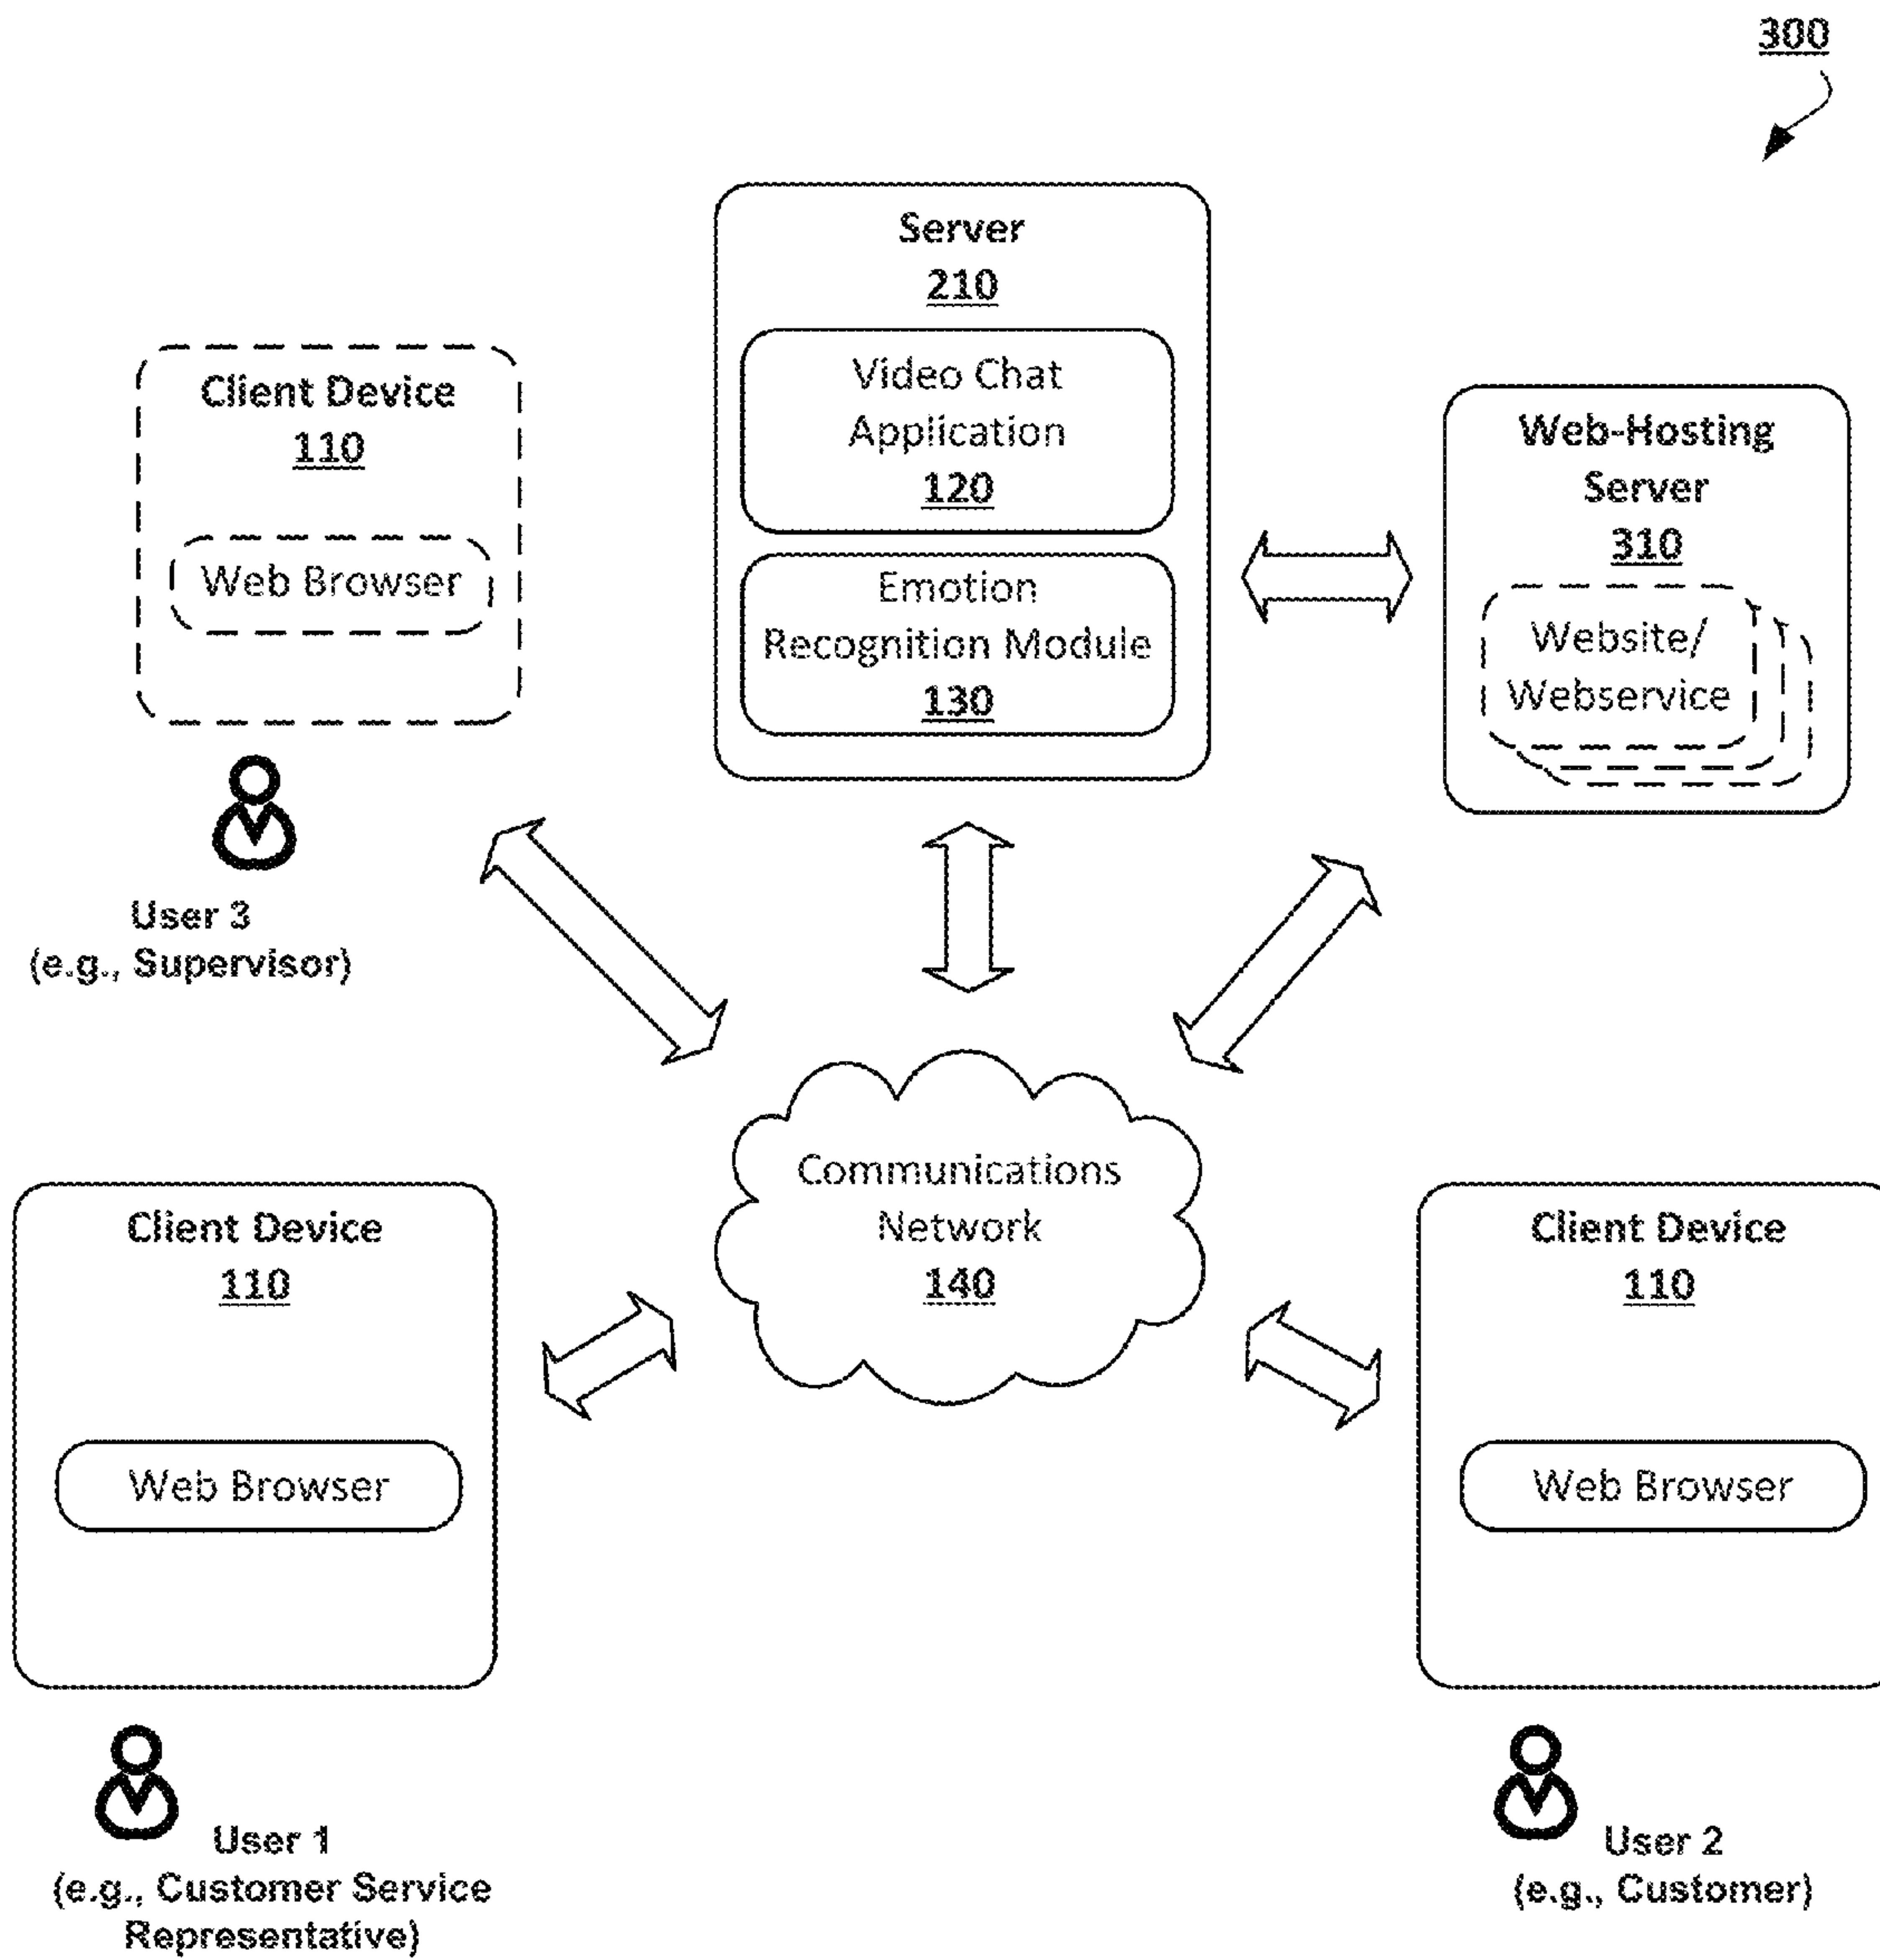 300
Server
210
Video Chat
Application
120
Emotion
Recognition Module
130
Client Device
110
Web Browser
User 3
(e.g., Supervisor)
Web-Hosting
Server
310
Website/
Webservice
Communications
Network
140
Client Device
110
Web Browser
User 1
(e.g., Customer Service
Representative)
Client Device
110
Web Browser
User 2
(e.g., Customer)